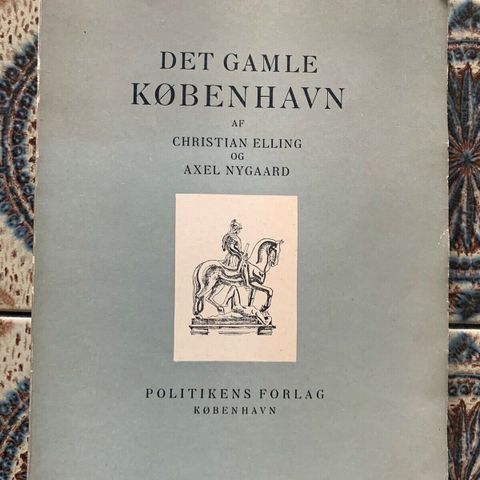 DET GAMLE
KØBENHAVN
AF
CHRISTIAN ELLING
OG
AXEL NYGAARD
POLITIKENS FORLAG
KØBENHAVN